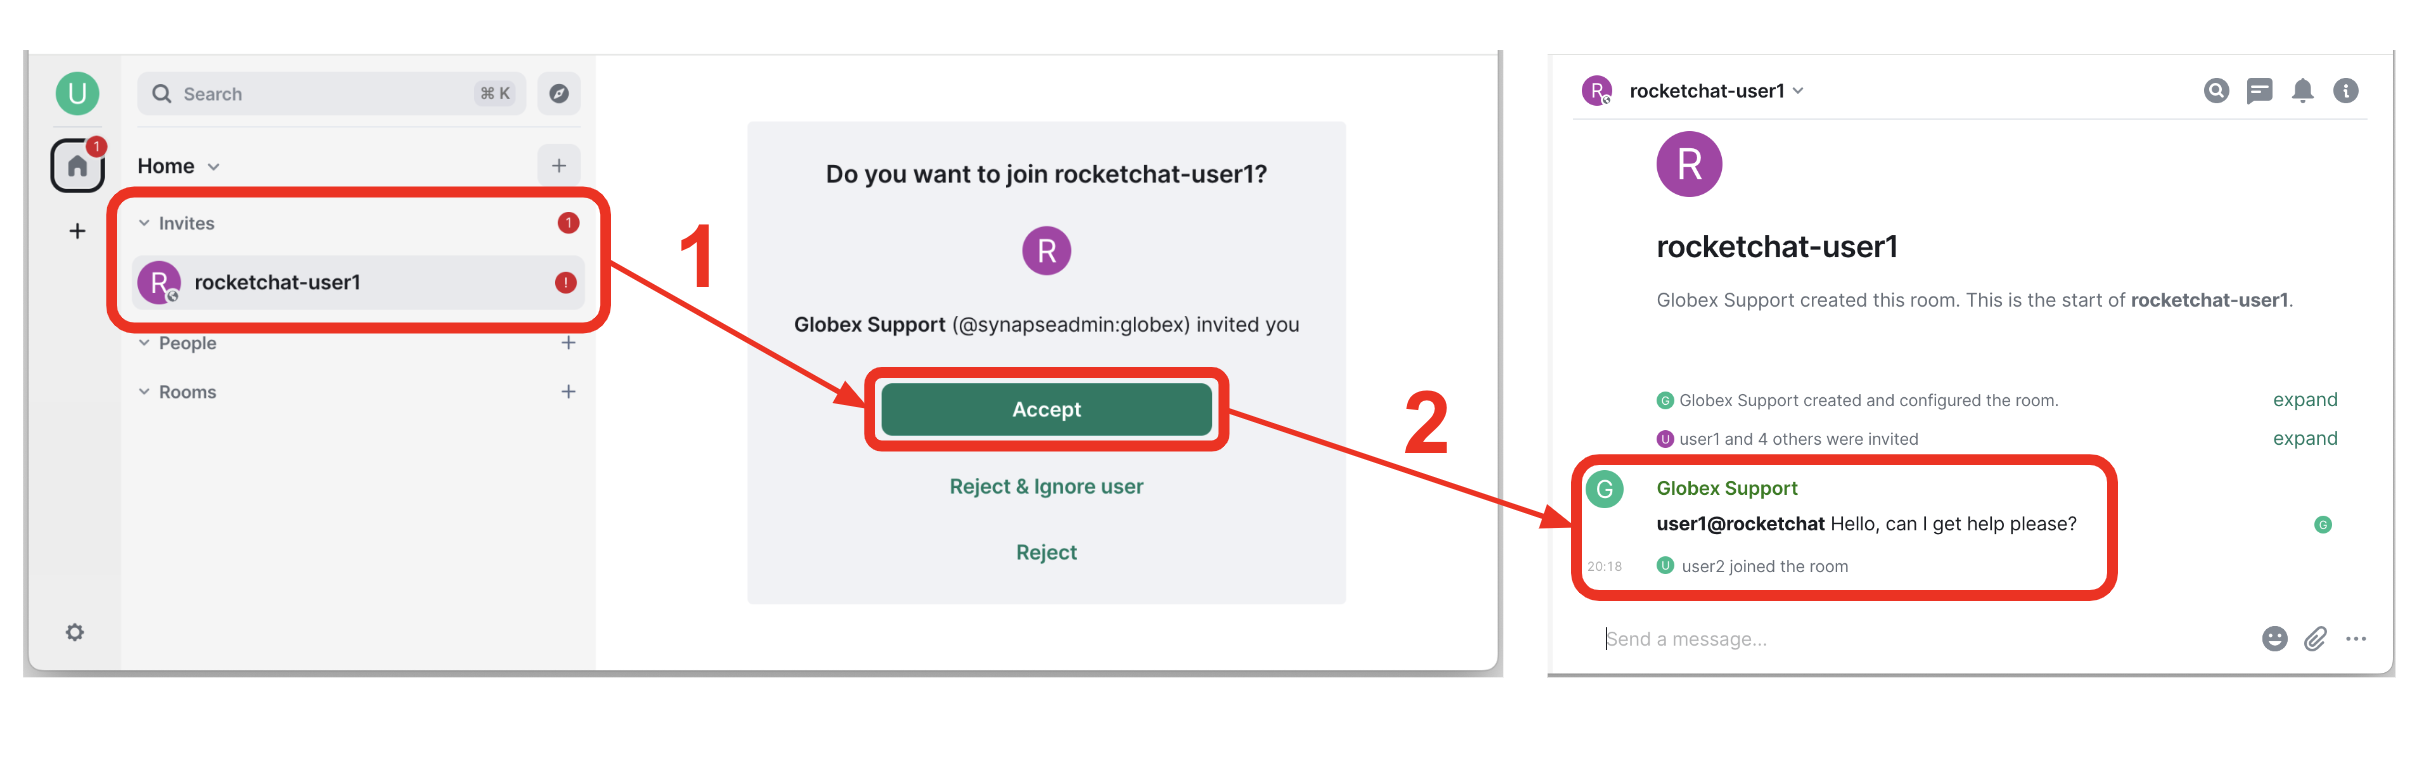 U
Search
⌘ K
1
Home
Invites
1
R
rocketchat-user1
!
People
Rooms
1
Do you want to join rocketchat-user1?
R
Globex Support (@synapseadmin:globex) invited you
Accept
Reject & Ignore user
Reject
2
R
rocketchat-user1
R
rocketchat-user1
Globex Support created this room. This is the start of rocketchat-user1.
G Globex Support created and configured the room. expand
U user1 and 4 others were invited expand
G Globex Support
user1@rocketchat Hello, can I get help please? G
20:18 U user2 joined the room
Send a message...